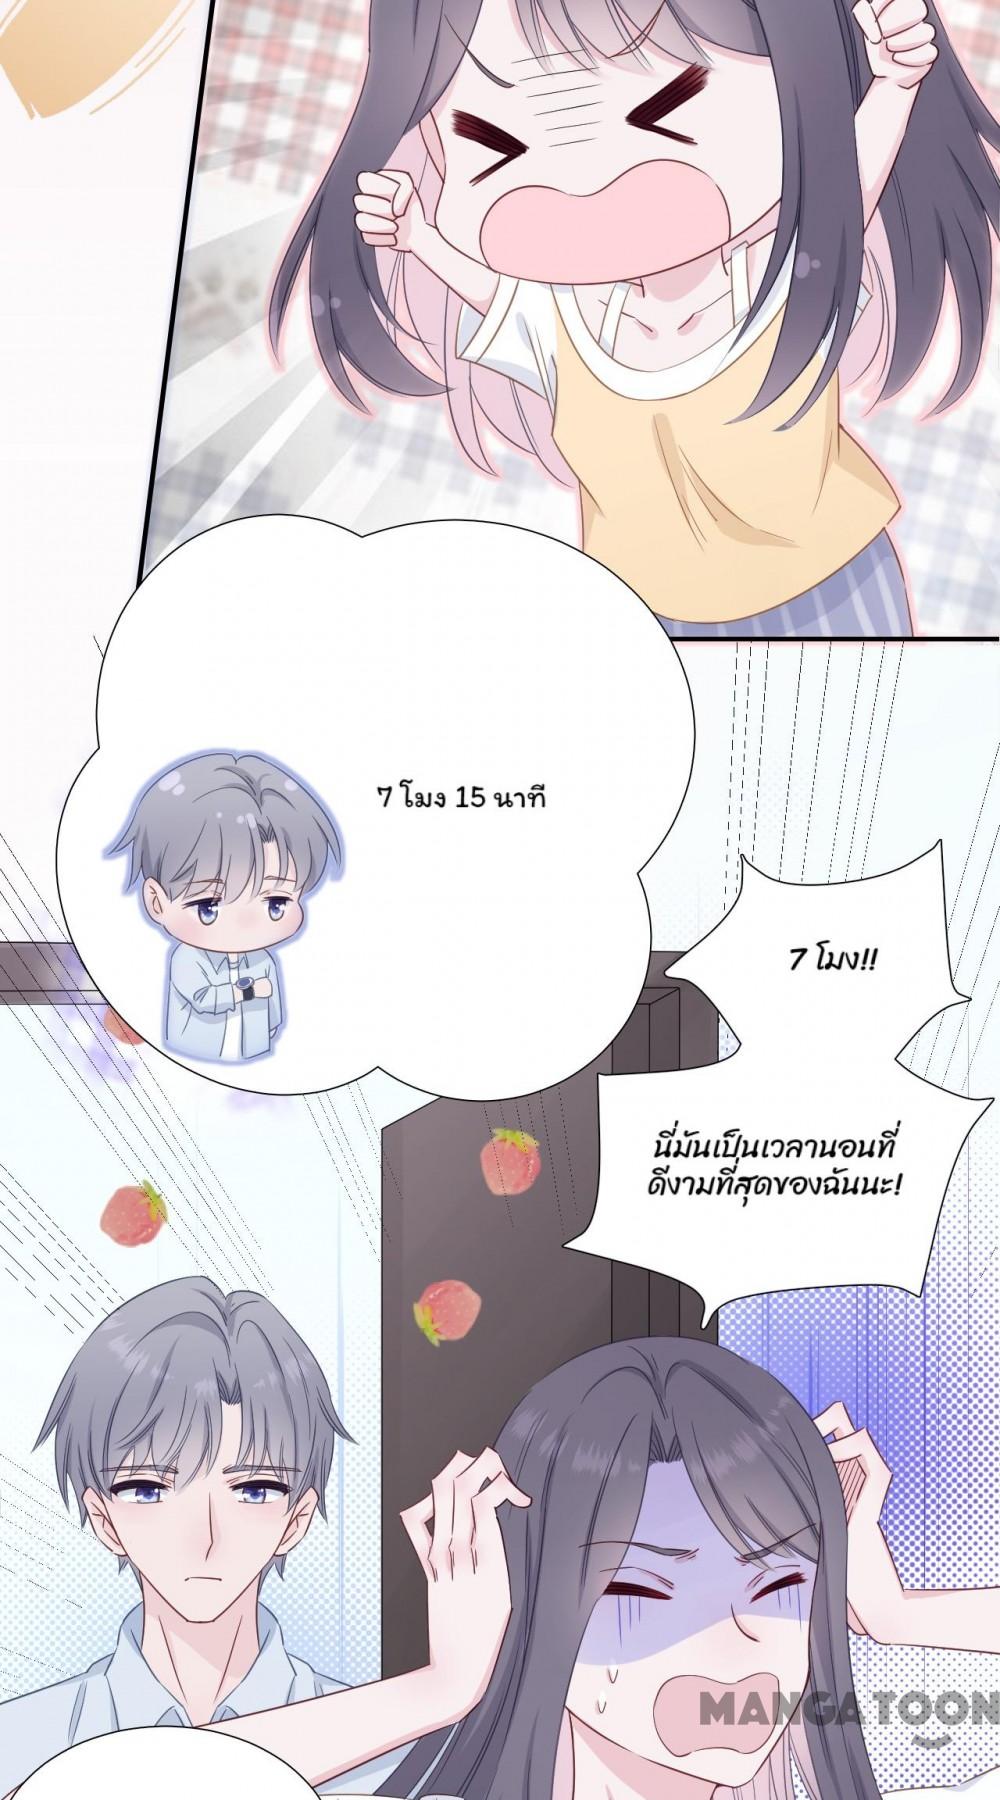 7 โมง 15 นาที
7 โมง!!
นี่มันเป็นเวลานอนที่
ดีงามที่สุดของฉันนะ!
MANGATOON